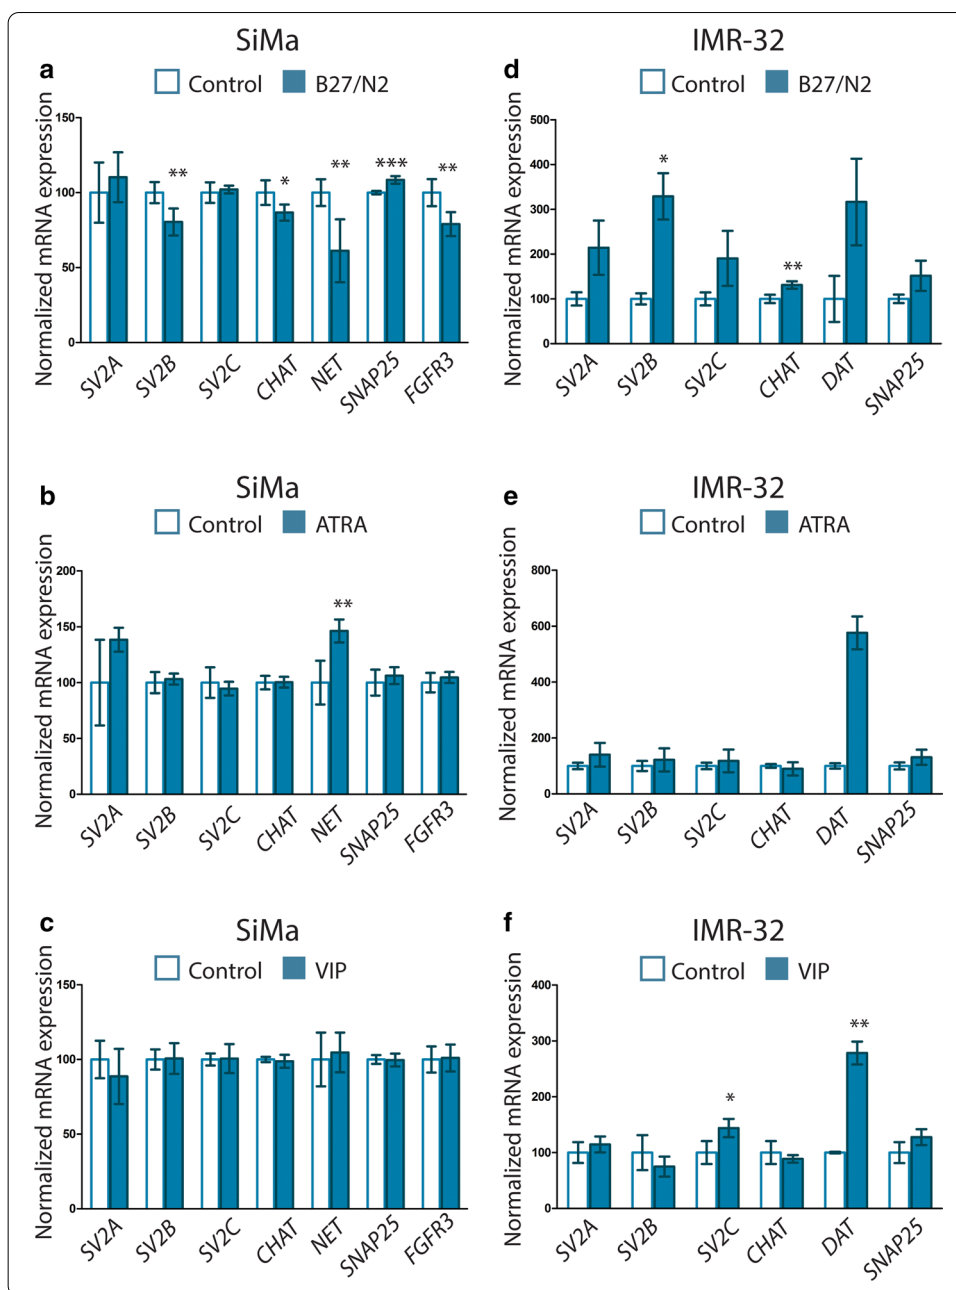 a
SiMa
Control B27/N2
Normalized mRNA expression
150
100
50
0
** * ** *** **
SV2A SV2B SV2C CHAT NET SNAP25 FGFR3
d
IMR-32
Control B27/N2
Normalized mRNA expression
500
400
300
200
100
0
* **
SV2A SV2B SV2C CHAT DAT SNAP25
b
SiMa
Control ATRA
Normalized mRNA expression
200
150
100
50
0
**
SV2A SV2B SV2C CHAT NET SNAP25 FGFR3
e
IMR-32
Control ATRA
Normalized mRNA expression
800
600
400
200
0
SV2A SV2B SV2C CHAT DAT SNAP25
c
SiMa
Control VIP
Normalized mRNA expression
150
100
50
0
SV2A SV2B SV2C CHAT NET SNAP25 FGFR3
f
IMR-32
Control VIP
Normalized mRNA expression
400
300
200
100
0
* **
SV2A SV2B SV2C CHAT DAT SNAP25